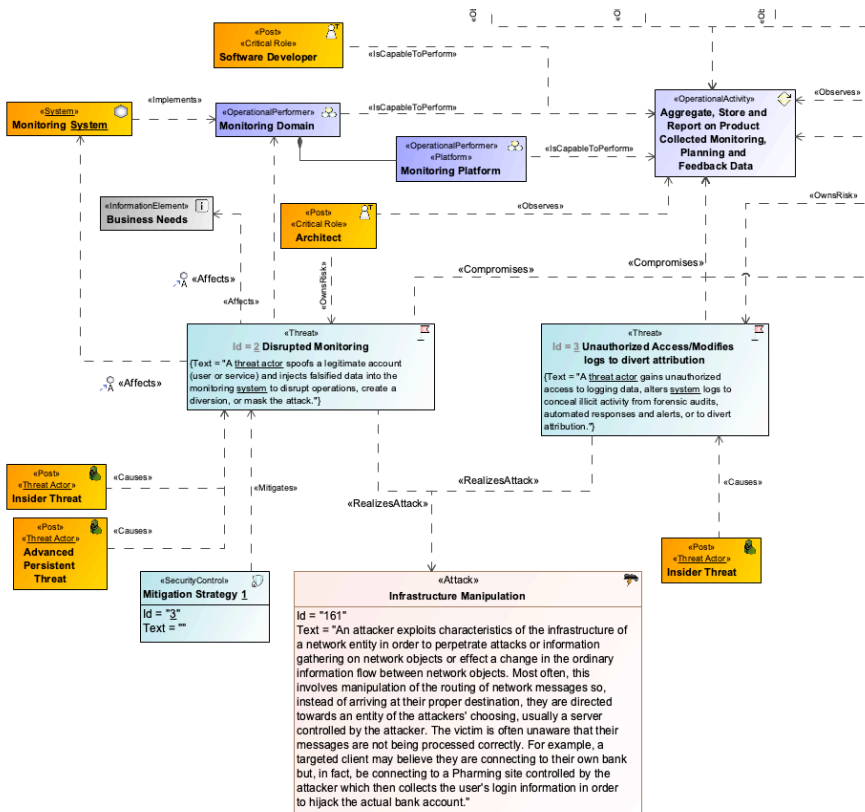 «Ot
«Ol
«Ob
«Post»
«Critical Role»
Software Developer
«IsCapableToPerform»
«System»
Monitoring System
«Implements»
«OperationalPerformer»
Monitoring Domain
«IsCapableToPerform»
«OperationalActivity»
Aggregate, Store and
Report on Product
Collected Monitoring,
Planning and
Feedback Data
«Observes»
«OperationalPerformer»
«Platform»
Monitoring Platform
«IsCapableToPerform»
«InformationElement»
Business Needs
i
«Post»
«Critical Role»
Architect
«Observes»
«OwnsRisk»
«OwnsRisk»
«Compromises»
«Compromises»
A «Affects»
«Affects»
«Threat»
Id = 2 Disrupted Monitoring
{Text = "A threat actor spoofs a legitimate account
(user or service) and injects falsified data into the
monitoring system to disrupt operations, create a
diversion, or mask the attack."}
«Threat»
Id = 3 Unauthorized Access/Modifies
logs to divert attribution
{Text = "A threat actor gains unauthorized
access to logging data, alters system logs to
conceal illicit activity from forensic audits,
automated responses and alerts, or to divert
attribution."}
A «Affects»
«Post»
«Threat Actor»
Insider Threat
«Causes»
«Mitigates»
«RealizesAttack»
«RealizesAttack»
«Causes»
«Post»
«Threat Actor»
Advanced
Persistent
Threat
«Causes»
«Post»
«Threat Actor»
Insider Threat
«SecurityControl»
Mitigation Strategy 1
Id = "3"
Text = ""
«Attack»
Infrastructure Manipulation
Id = "161"
Text = "An attacker exploits characteristics of the infrastructure of
a network entity in order to perpetrate attacks or information
gathering on network objects or effect a change in the ordinary
information flow between network objects. Most often, this
involves manipulation of the routing of network messages so,
instead of arriving at their proper destination, they are directed
towards an entity of the attackers' choosing, usually a server
controlled by the attacker. The victim is often unaware that their
messages are not being processed correctly. For example, a
targeted client may believe they are connecting to their own bank
but, in fact, be connecting to a Pharming site controlled by the
attacker which then collects the user's login information in order
to hijack the actual bank account."